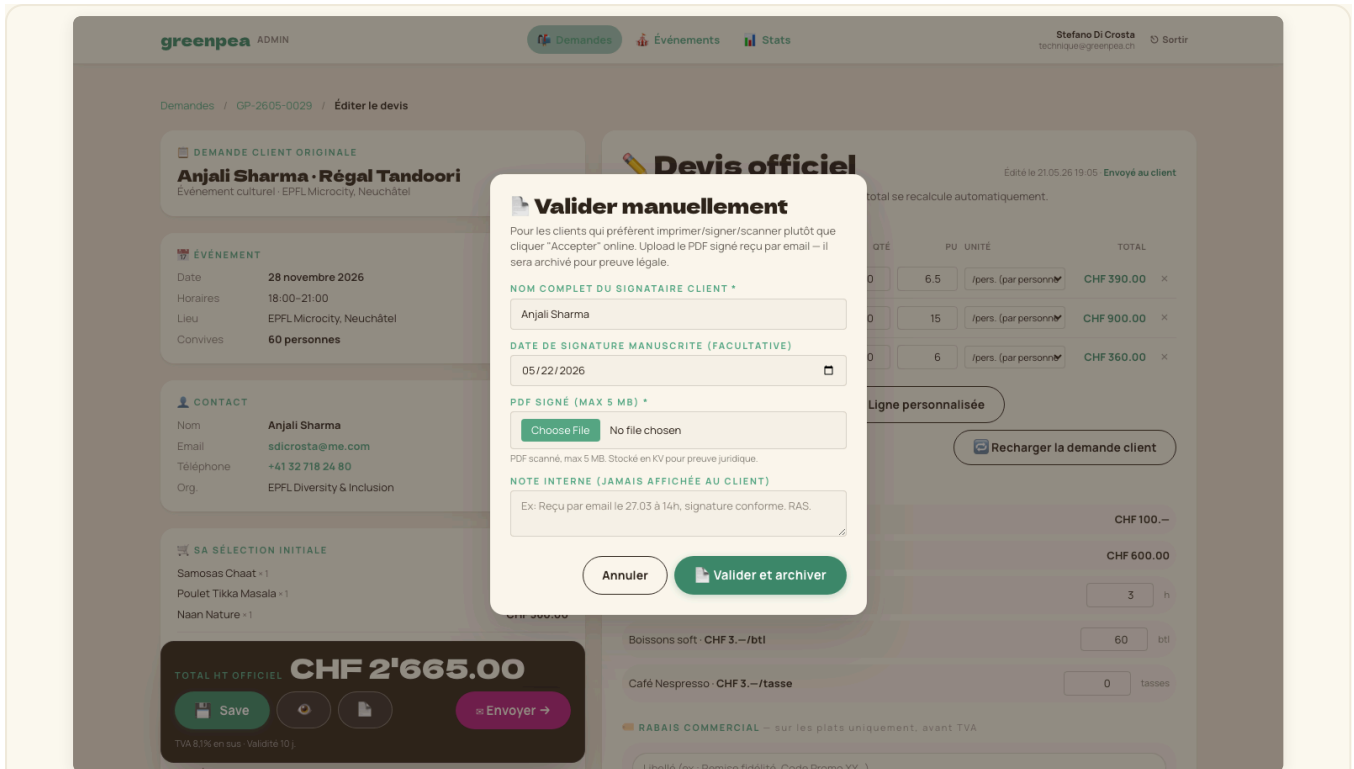 greenpea ADMIN
Demandes
Événements
Stats
Stefano Di Crosta
technique@greenpea.ch
Sortir
Demandes / GP-2605-0029 / Éditer le devis
DEMANDE CLIENT ORIGINALE
Anjali Sharma · Régal Tandoori
Événement culturel · EPFL Microcity, Neuchâtel
ÉVÉNEMENT
Date 28 novembre 2026
Horaires 18:00–21:00
Lieu EPFL Microcity, Neuchâtel
Convives 60 personnes
CONTACT
Nom Anjali Sharma
Email sdicrosta@me.com
Téléphone +41 32 718 24 80
Org. EPFL Diversity & Inclusion
SA SÉLECTION INITIALE
Samosas Chaat × 1
Poulet Tikka Masala × 1
Naan Nature × 1
TOTAL HT OFFICIEL CHF 2'665.00
Save
Envoyer →
TVA 8,1% en sus · Validité 10 j.
Valider manuellement
Pour les clients qui préfèrent imprimer/signer/scanner plutôt que
cliquer "Accepter" online. Upload le PDF signé reçu par email — il
sera archivé pour preuve légale.
NOM COMPLET DU SIGNATAIRE CLIENT *
Anjali Sharma
DATE DE SIGNATURE MANUSCRITE (FACULTATIVE)
05/22/2026
PDF SIGNÉ (MAX 5 MB) *
Choose File No file chosen
PDF scanné, max 5 MB. Stocké en KV pour preuve juridique.
NOTE INTERNE (JAMAIS AFFICHÉE AU CLIENT)
Ex: Reçu par email le 27.03 à 14h, signature conforme. RAS.
Annuler
Valider et archiver
Devis officiel
Édité le 21.05.26 19:05 · Envoyé au client
total se recalcule automatiquement.
QTÉ PU UNITÉ TOTAL
0 6.5 /pers. (par personne CHF 390.00 ×
0 15 /pers. (par personne CHF 900.00 ×
0 6 /pers. (par personne CHF 360.00 ×
Ligne personnalisée
Recharger la demande client
CHF 100.—
CHF 600.00
3 h
Boissons soft · CHF 3.—/btl 60 btl
Café Nespresso · CHF 3.—/tasse 0 tasses
RABAIS COMMERCIAL — sur les plats uniquement, avant TVA